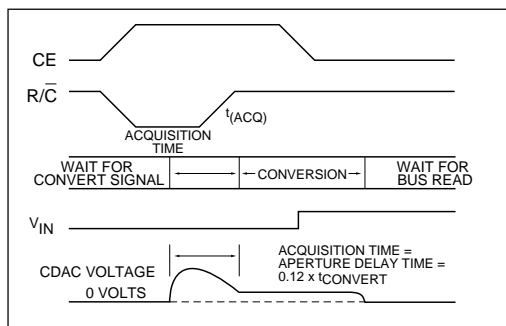 CE
R/C̅
t(ACQ)
ACQUISITION
TIME
WAIT FOR
CONVERT SIGNAL
CONVERSION
WAIT FOR
BUS READ
VIN
CDAC VOLTAGE
0 VOLTS
ACQUISITION TIME =
APERTURE DELAY TIME =
0.12 x tCONVERT